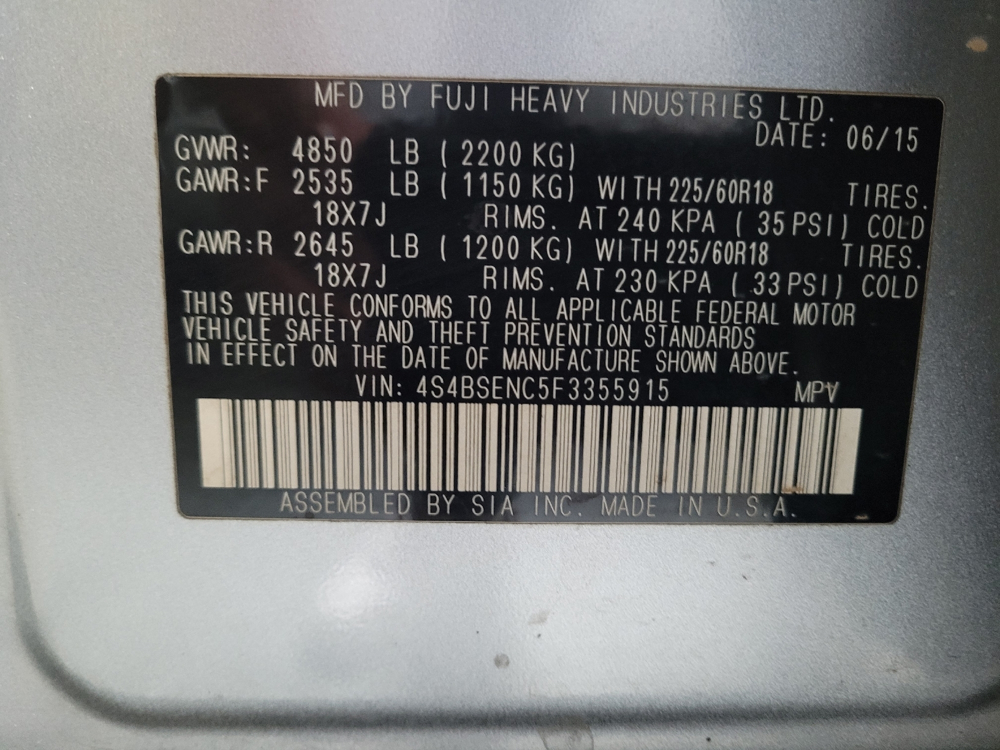 MFD BY FUJI HEAVY INDUSTRIES LTD.
DATE: 06/15
GVWR: 4850 LB ( 2200 KG)
GAWR:F 2535 LB ( 1150 KG) WITH 225/60R18 TIRES.
18X7J RIMS. AT 240 KPA ( 35 PSI) COLD
GAWR:R 2645 LB ( 1200 KG) WITH 225/60R18 TIRES.
18X7J RIMS. AT 230 KPA ( 33 PSI) COLD
THIS VEHICLE CONFORMS TO ALL APPLICABLE FEDERAL MOTOR
VEHICLE SAFETY AND THEFT PREVENTION STANDARDS
IN EFFECT ON THE DATE OF MANUFACTURE SHOWN ABOVE.
VIN: 4S4BSENC5F3355915 MPV
ASSEMBLED BY SIA INC. MADE IN U.S.A.